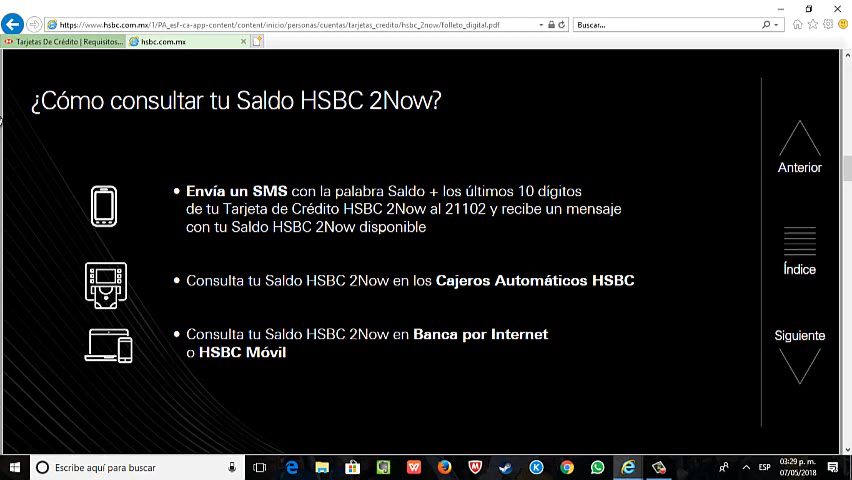 https://www.hsbc.com.mx/1/PA_esf-ca-app-content/content/inicio/personas/cuentas/tarjetas_credito/hsbc_2now/folleto_digital.pdf
Buscar...
Tarjetas De Crédito | Requisitos...
hsbc.com.mx
¿Cómo consultar tu Saldo HSBC 2Now?
• Envía un SMS con la palabra Saldo + los últimos 10 dígitos
de tu Tarjeta de Crédito HSBC 2Now al 21102 y recibe un mensaje
con tu Saldo HSBC 2Now disponible
• Consulta tu Saldo HSBC 2Now en los Cajeros Automáticos HSBC
• Consulta tu Saldo HSBC 2Now en Banca por Internet
o HSBC Móvil
Anterior
Índice
Siguiente
Escribe aquí para buscar
ESP
03:29 p. m.
07/05/2018